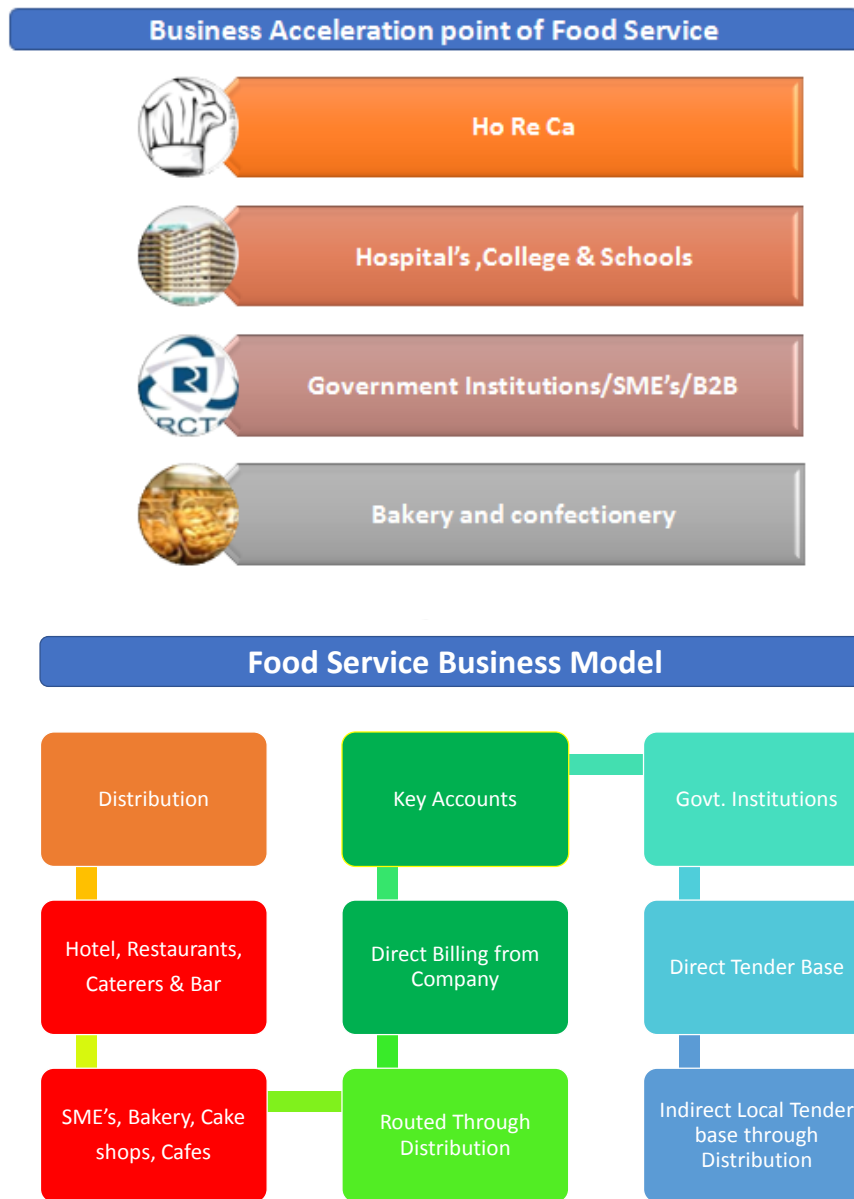 Business Acceleration point of Food Service
Ho Re Ca
Hospital's ,College & Schools
RCT
Government Institutions/SME's/B2B
Bakery and confectionery
Food Service Business Model
Distribution
Hotel, Restaurants,
Caterers & Bar
SME's, Bakery, Cake
shops, Cafes
Routed Through
Distribution
Direct Billing from
Company
Key Accounts
Govt. Institutions
Direct Tender Base
Indirect Local Tender
base through
Distribution